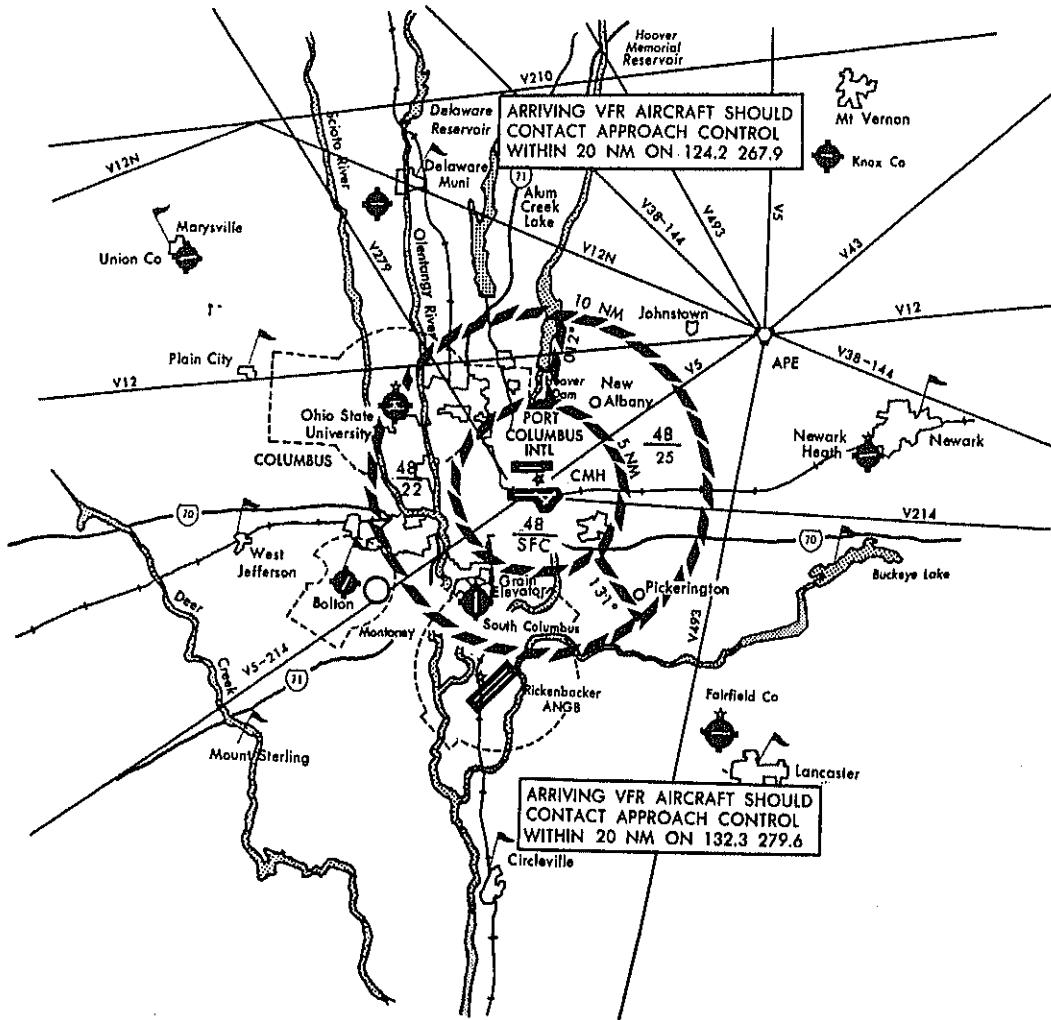 Hoover
Memorial
Reservoir
V210
ARRIVING VFR AIRCRAFT SHOULD
CONTACT APPROACH CONTROL
WITHIN 20 NM ON 124.2 267.9
Mt Vernon
Knox Co
Delaware
Reservoir
Delaware
Muni
Scioto River
V12N
71
Alum
Creek
Lake
V38-144
V493
V5
V43
Marysville
Union Co
V279
Olentangy River
V12N
10 NM
Johnstown
V12
012°
V5
APE
V38-144
Plain City
V12
Hoover
Dam
New
Albany
Ohio State
University
PORT
COLUMBUS
INTL
5 NM
48
25
Newark
Heath
Newark
COLUMBUS
48
22
CMH
V214
70
48
SFC
70
West
Jefferson
Buckeye Lake
Bolton
Grain
Elevator
131°
Pickerington
Deer
Creek
South Columbus
V493
V5-214
71
Rickenbacker
ANGB
Fairfield Co
Mount Sterling
Lancaster
ARRIVING VFR AIRCRAFT SHOULD
CONTACT APPROACH CONTROL
WITHIN 20 NM ON 132.3 279.6
Circleville